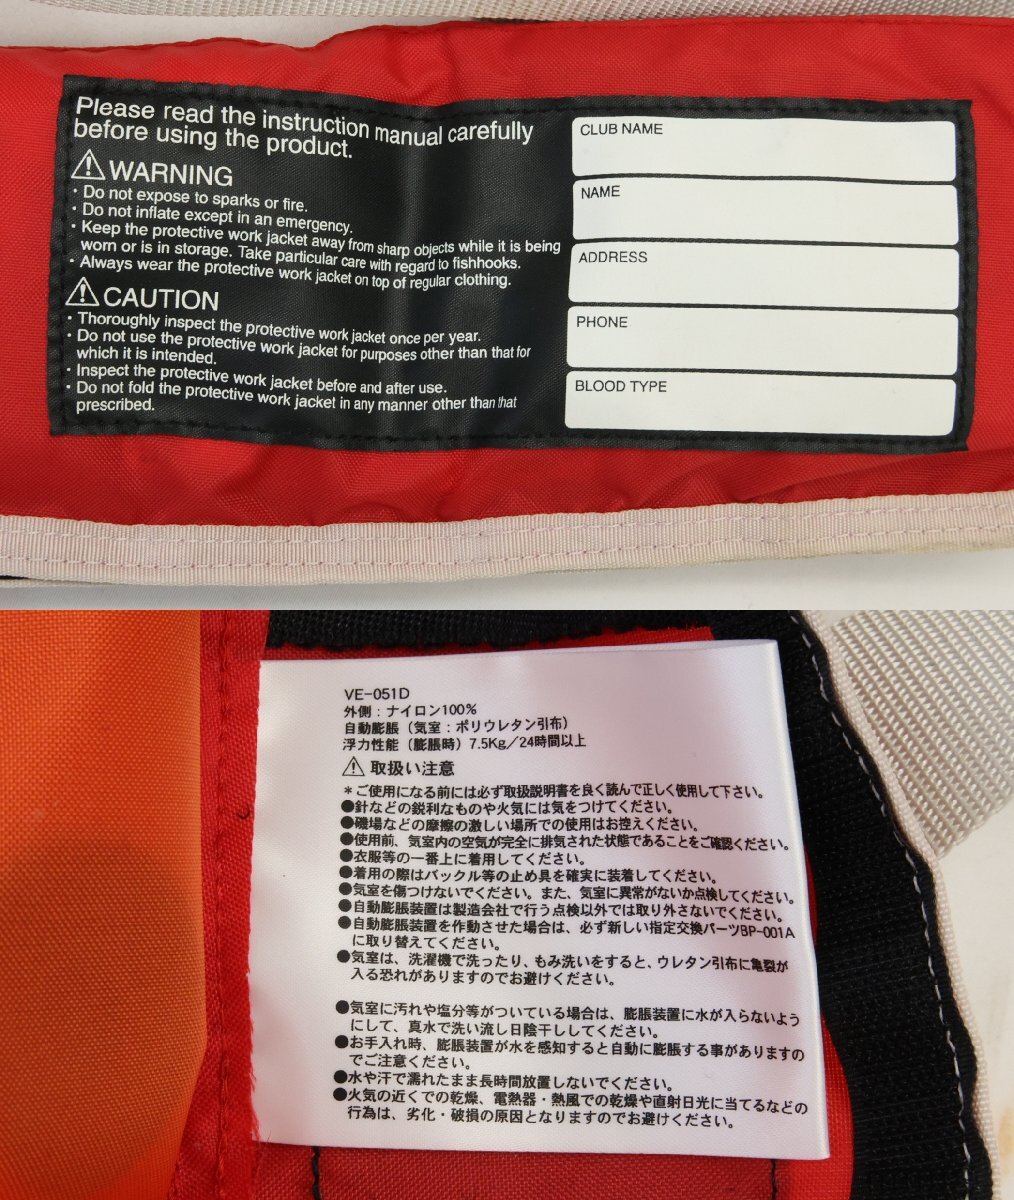 Please read the instruction manual carefully
before using the product.
⚠WARNING
・Do not expose to sparks or fire.
・Do not inflate except in an emergency.
・Keep the protective work jacket away from sharp objects while it is being
worn or is in storage. Take particular care with regard to fishhooks.
・Always wear the protective work jacket on top of regular clothing.
⚠CAUTION
・Thoroughly inspect the protective work jacket once per year.
・Do not use the protective work jacket for purposes other than that for
which it is intended.
・Inspect the protective work jacket before and after use.
・Do not fold the protective work jacket in any manner other than that
prescribed.
CLUB NAME
NAME
ADDRESS
PHONE
BLOOD TYPE
VE-051D
外側：ナイロン100%
自動膨脹（気室：ポリウレタン引布）
浮力性能（膨脹時）7.5Kg／24時間以上
⚠取扱い注意
＊ご使用になる前には必ず取扱説明書を良く読んで正しく使用して下さい。
●針などの鋭利なものや火気には気をつけてください。
●磯場などの摩擦の激しい場所での使用はお控えください。
●使用前、気室内の空気が完全に排気された状態であることをご確認ください。
●衣服等の一番上に着用してください。
●着用の際はバックル等の止め具を確実に装着してください。
●気室を傷つけないでください。また、気室に異常がないか点検してください。
●自動膨脹装置は製造会社で行う点検以外では取り外さないでください。
●自動膨脹装置を作動させた場合は、必ず新しい指定交換パーツBP-001A
に取り替えてください。
●気室は、洗濯機で洗ったり、もみ洗いをすると、ウレタン引布に亀裂が
入る恐れがありますのでお避けください。
●気室に汚れや塩分等がついている場合は、膨脹装置に水が入らないよう
にして、真水で洗い流し日陰干ししてください。
●お手入れ時、膨脹装置が水を感知すると自動に膨脹する事がありますの
でご注意ください。
●水や汗で濡れたまま長時間放置しないでください。
●火気の近くでの乾燥、電熱器・熱風での乾燥や直射日光に当てるなどの
行為は、劣化・破損の原因となりますのでお避けください。